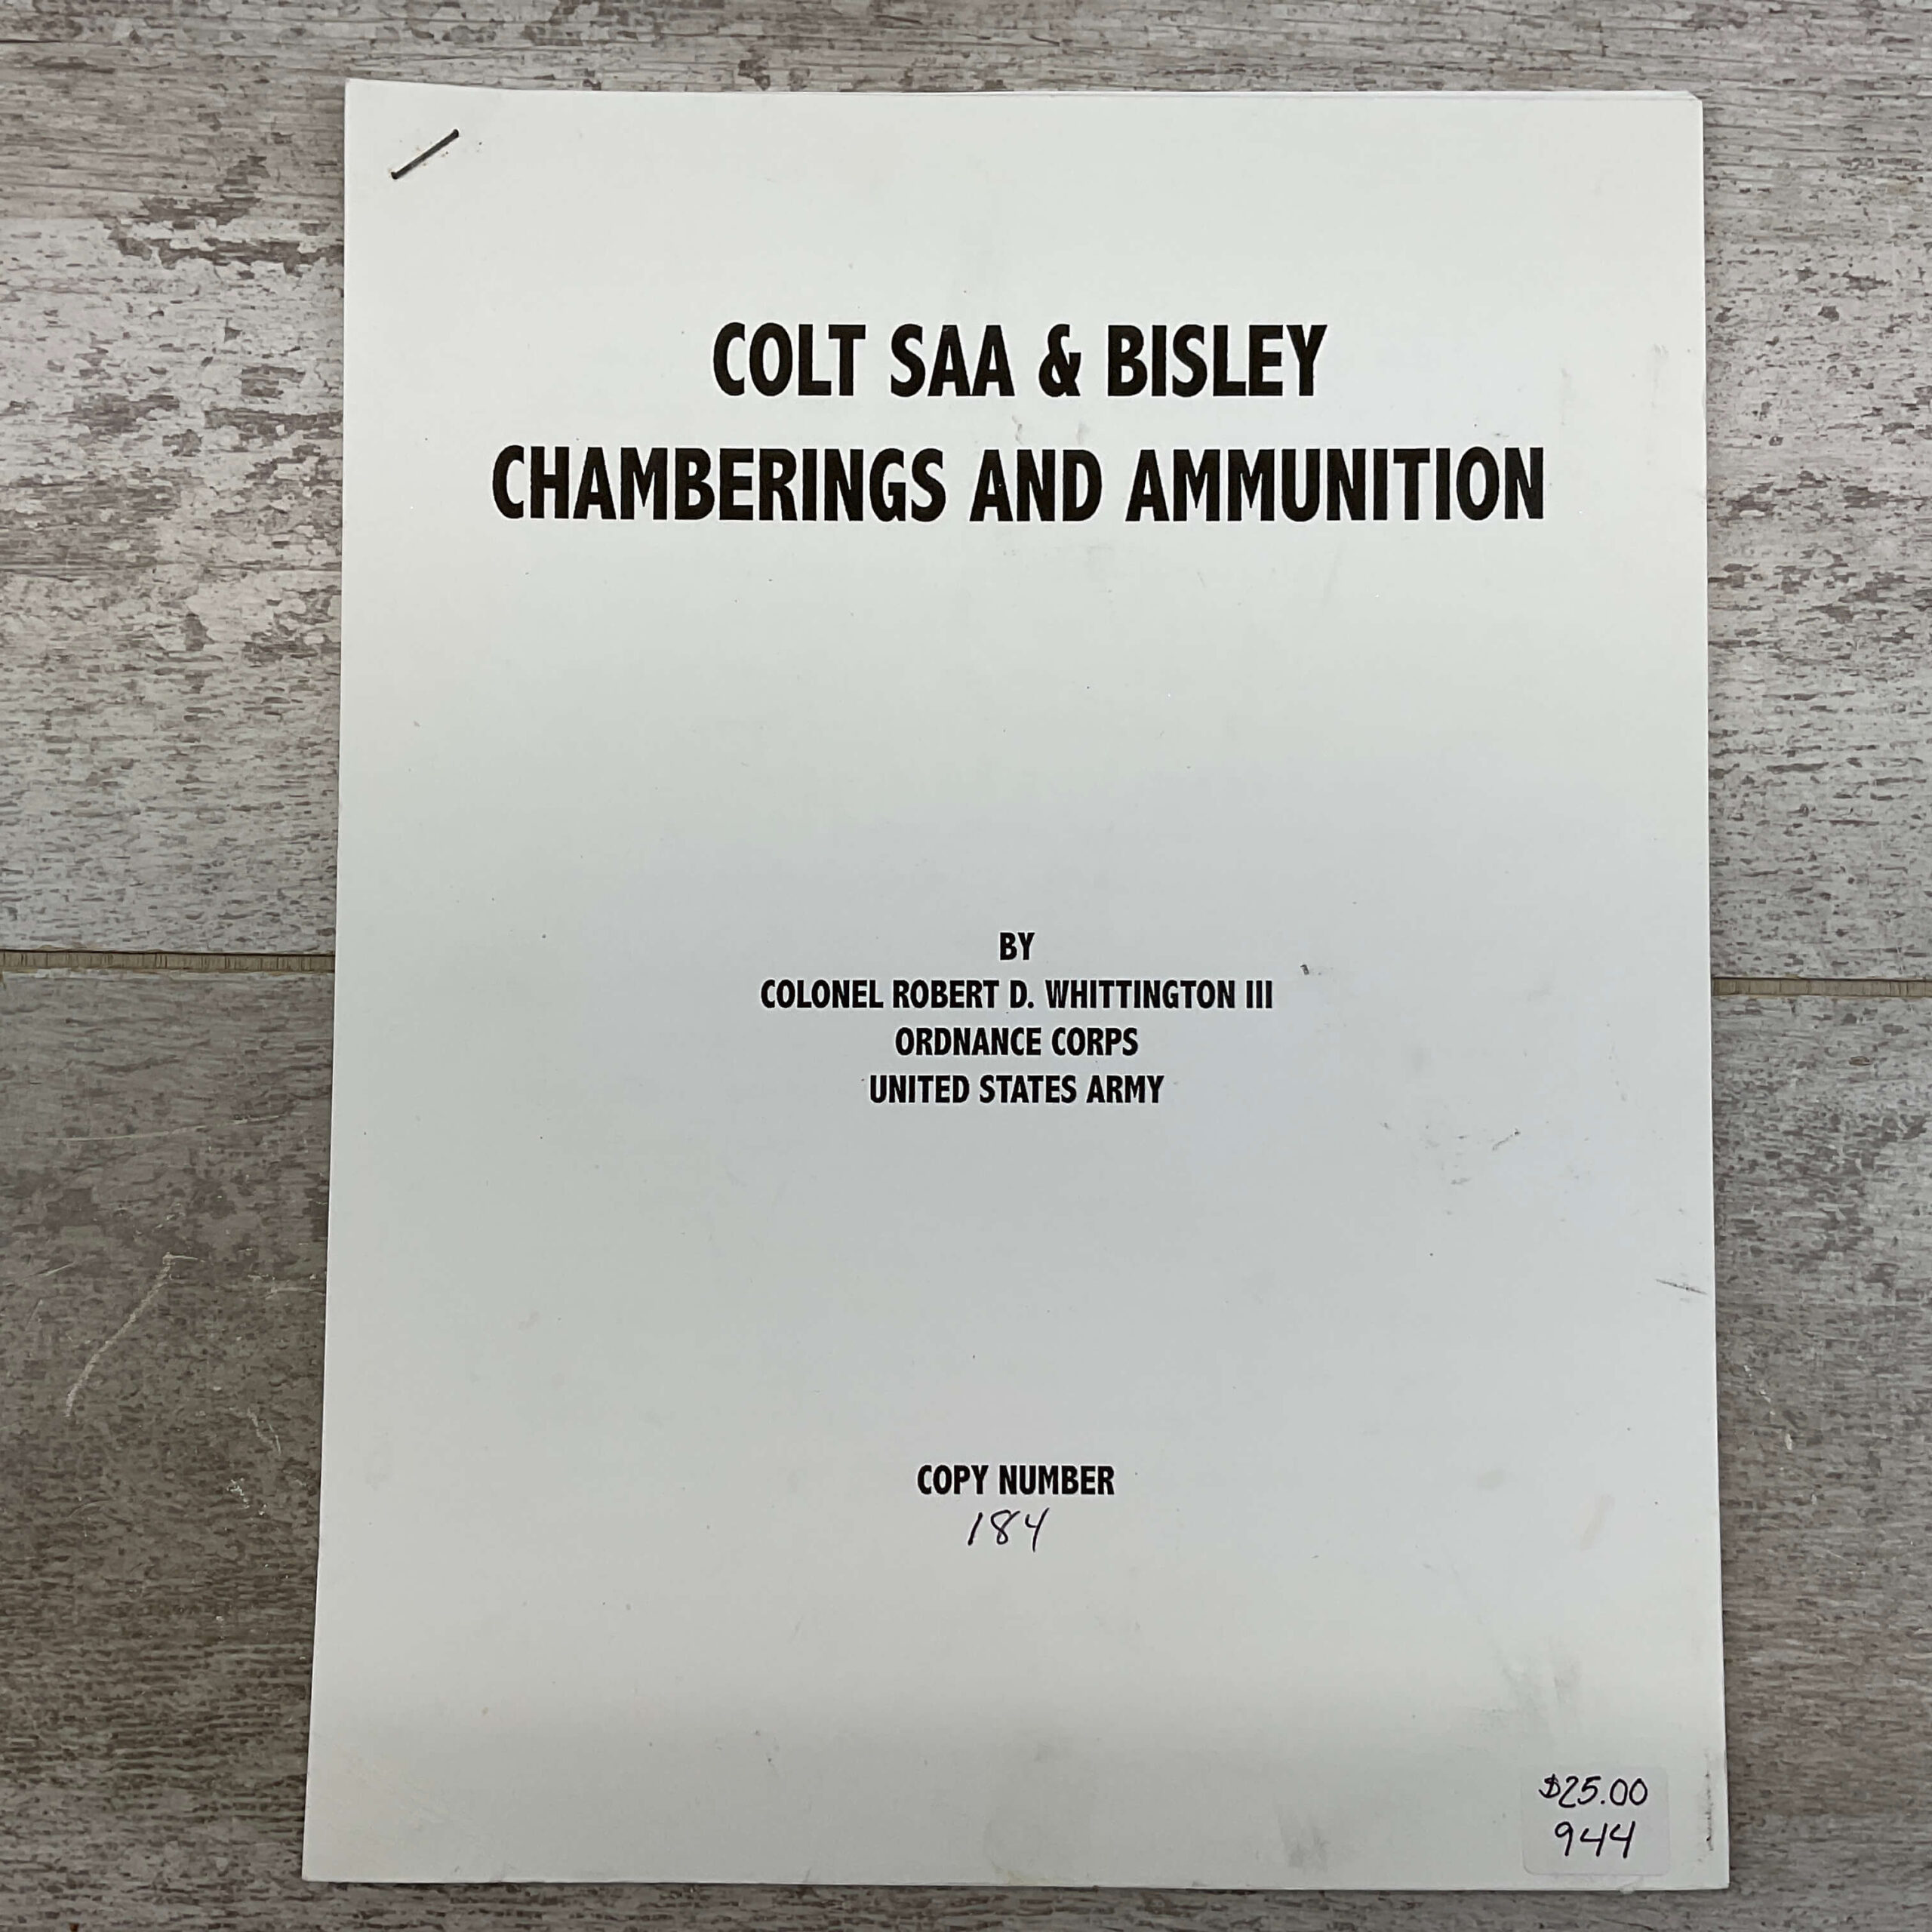 COLT SAA & BISLEY
CHAMBERINGS AND AMMUNITION
BY
COLONEL ROBERT D. WHITTINGTON III
ORDNANCE CORPS
UNITED STATES ARMY
COPY NUMBER
184
$25.00
944